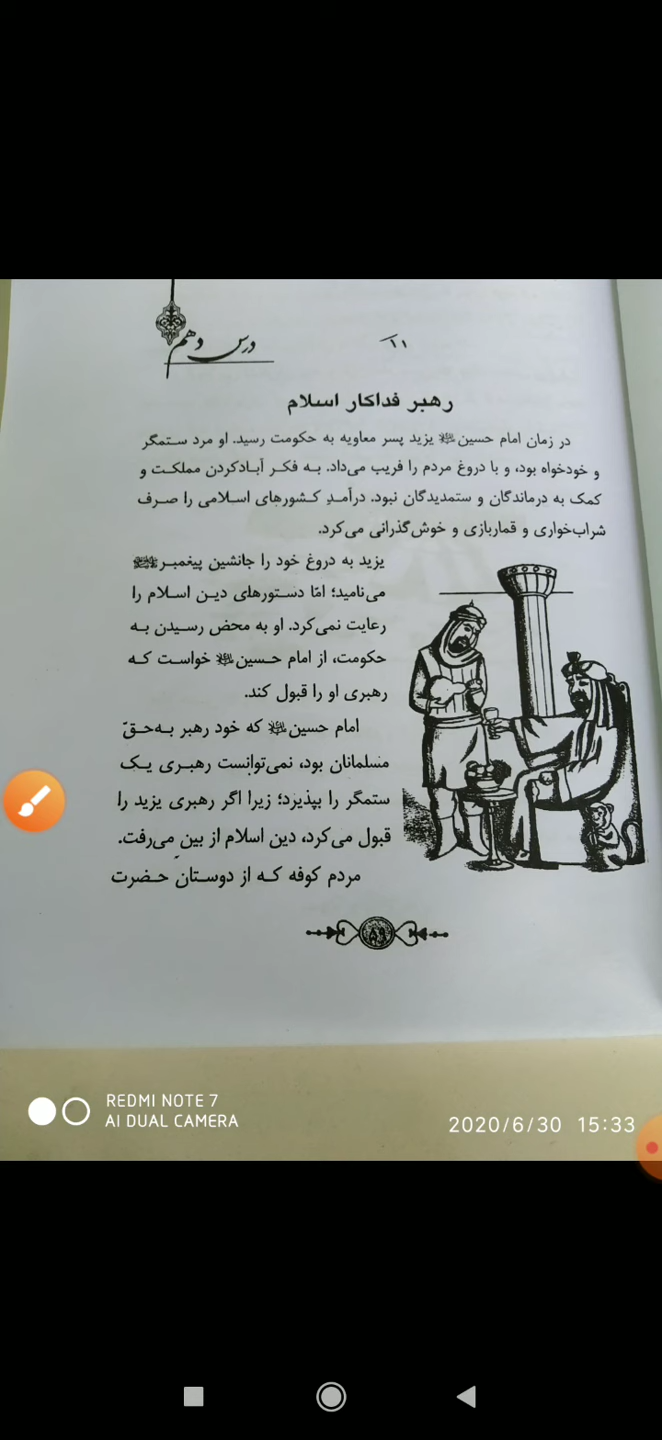 درس دهم
۱۱
رهبر فداکار اسلام
در زمان امام حسین یزید پسر معاویه به حکومت رسید. او مرد ستمگر
و خودخواه بود، و با دروغ مردم را فریب می‌داد. به فکر آبادکردن مملکت و
کمک به درماندگان و ستمدیدگان نبود. درآمدِ کشورهای اسلامی را صرف
شراب‌خواری و قماربازی و خوش‌گذرانی می‌کرد.
یزید به دروغ خود را جانشین پیغمبر
می‌نامید؛ امّا دستورهای دین اسلام را
رعایت نمی‌کرد. او به محض رسیدن به
حکومت، از امام حسین خواست که
رهبری او را قبول کند.
امام حسین که خود رهبر به‌حقّ
مسلمانان بود، نمی‌توانست رهبری یک
ستمگر را بپذیرد؛ زیرا اگر رهبری یزید را
قبول می‌کرد، دین اسلام از بین می‌رفت.
مردم کوفه که از دوستان حضرت
۵۹
REDMI NOTE 7
AI DUAL CAMERA
2020/6/30 15:33